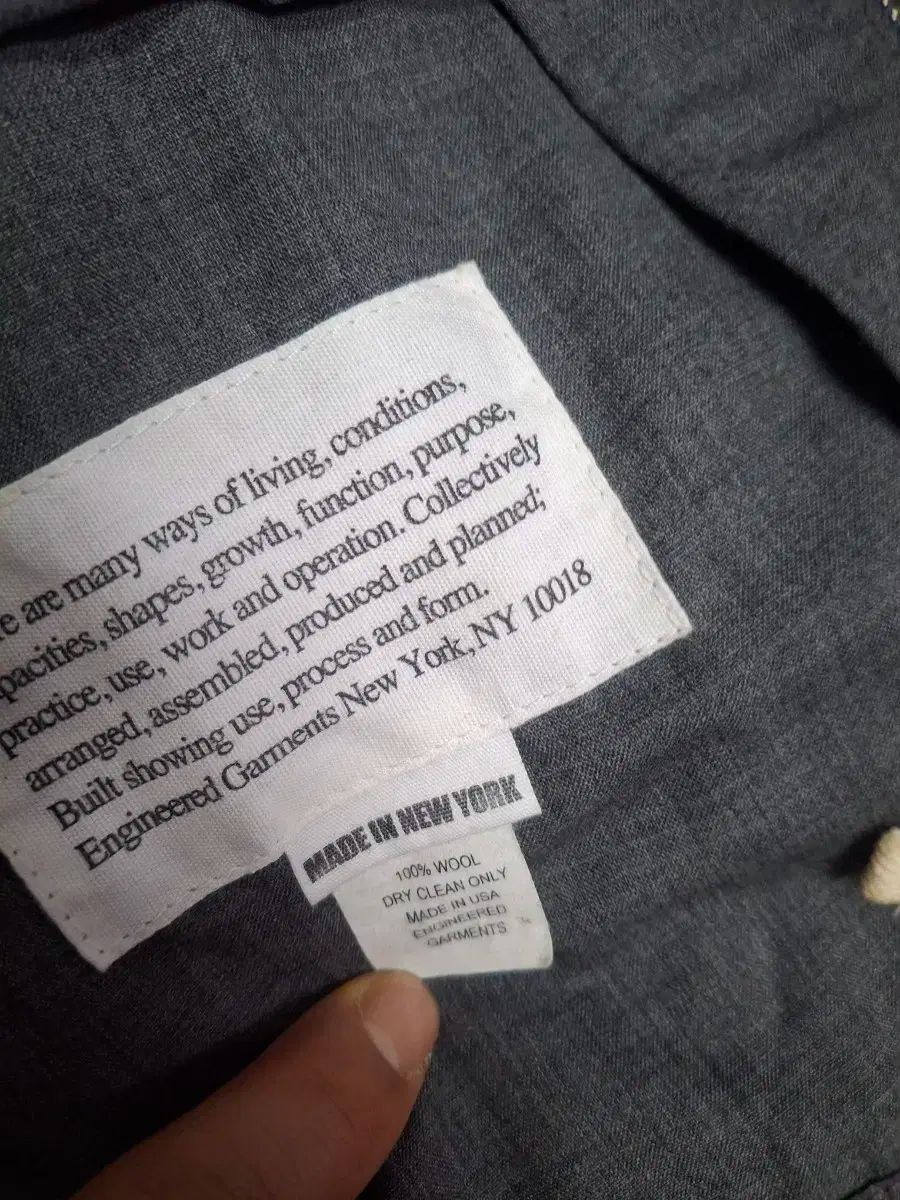 are many ways of living, conditions,
pacities, shapes, growth, function, purpose,
practice, use, work and operation. Collectively
arranged, assembled, produced and planned;
Built showing use, process and form.
Engineered Garments New York, NY 10018
MADE IN NEW YORK
100% WOOL
DRY CLEAN ONLY
MADE IN USA
ENGINEERED
GARMENTS